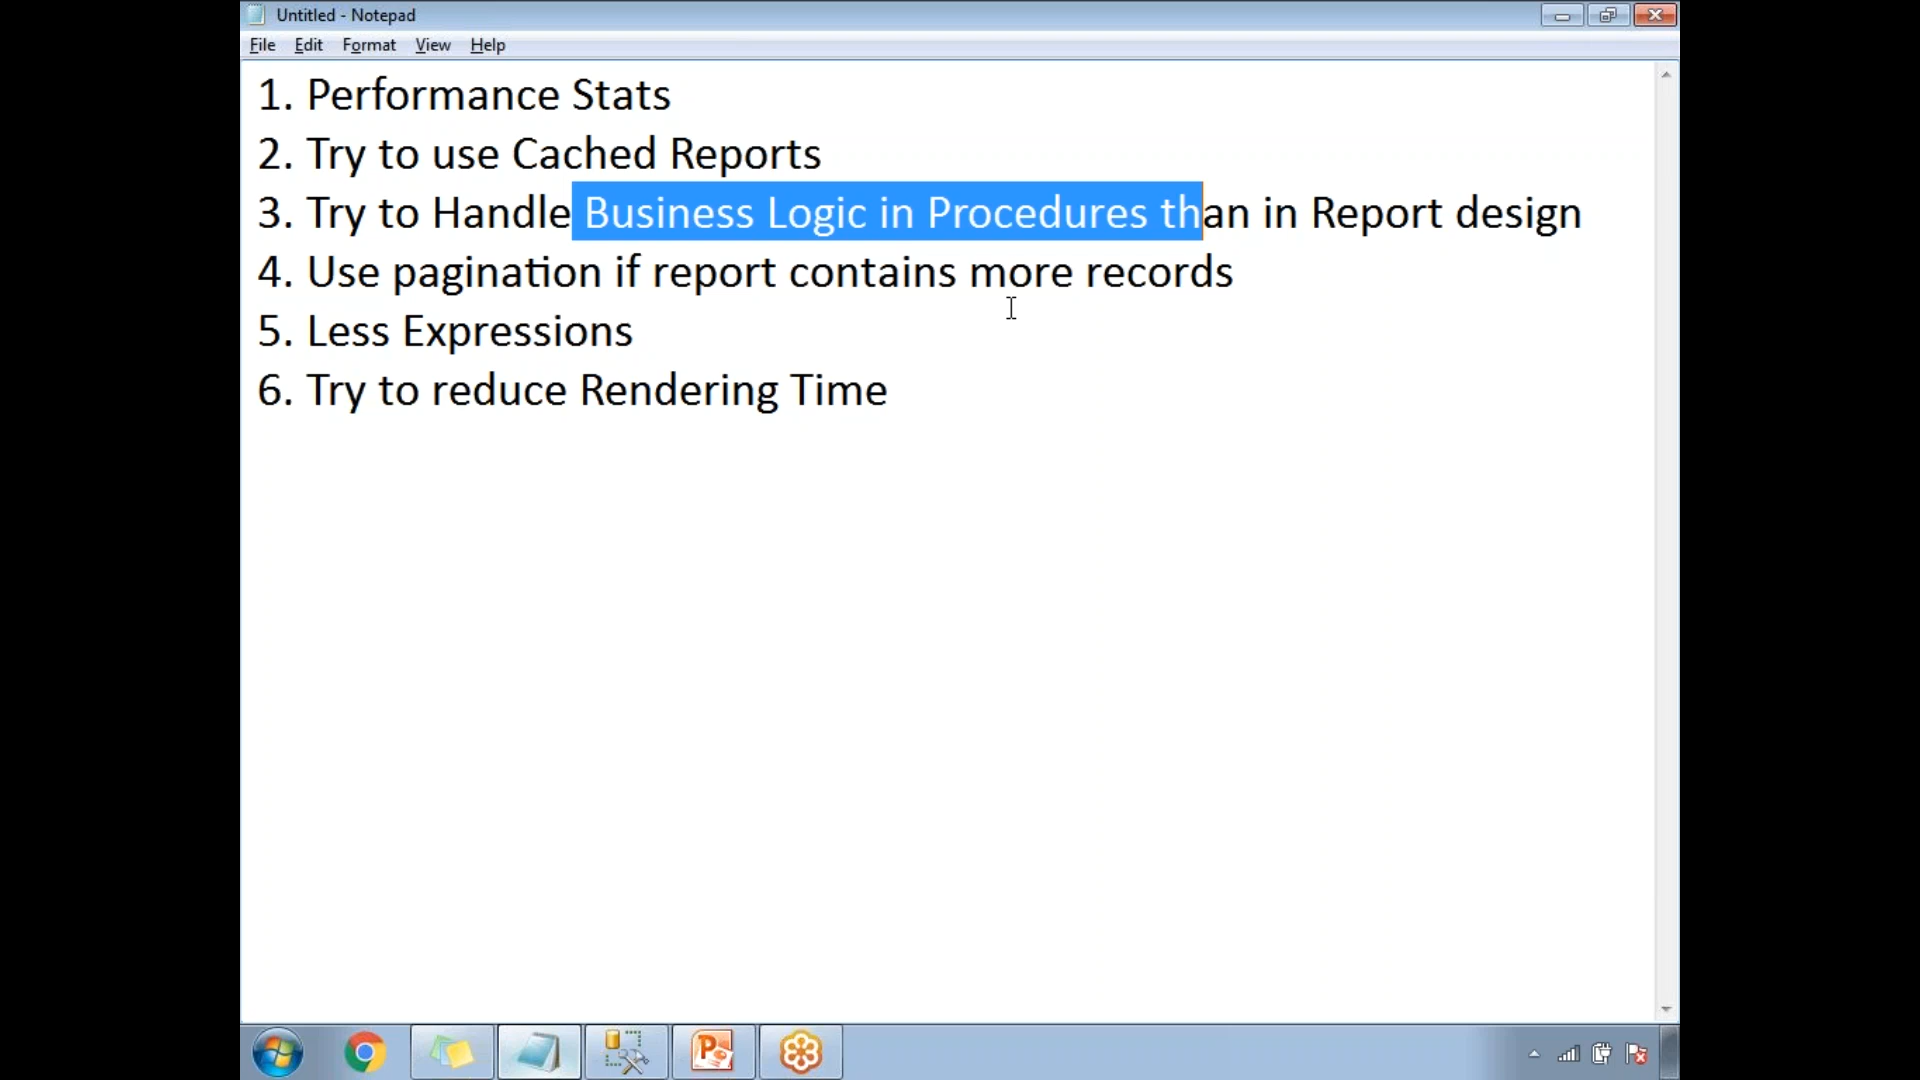 Untitled - Notepad
File Edit Format View Help
1. Performance Stats
2. Try to use Cached Reports
3. Try to Handle Business Logic in Procedures than in Report design
4. Use pagination if report contains more records
5. Less Expressions
6. Try to reduce Rendering Time